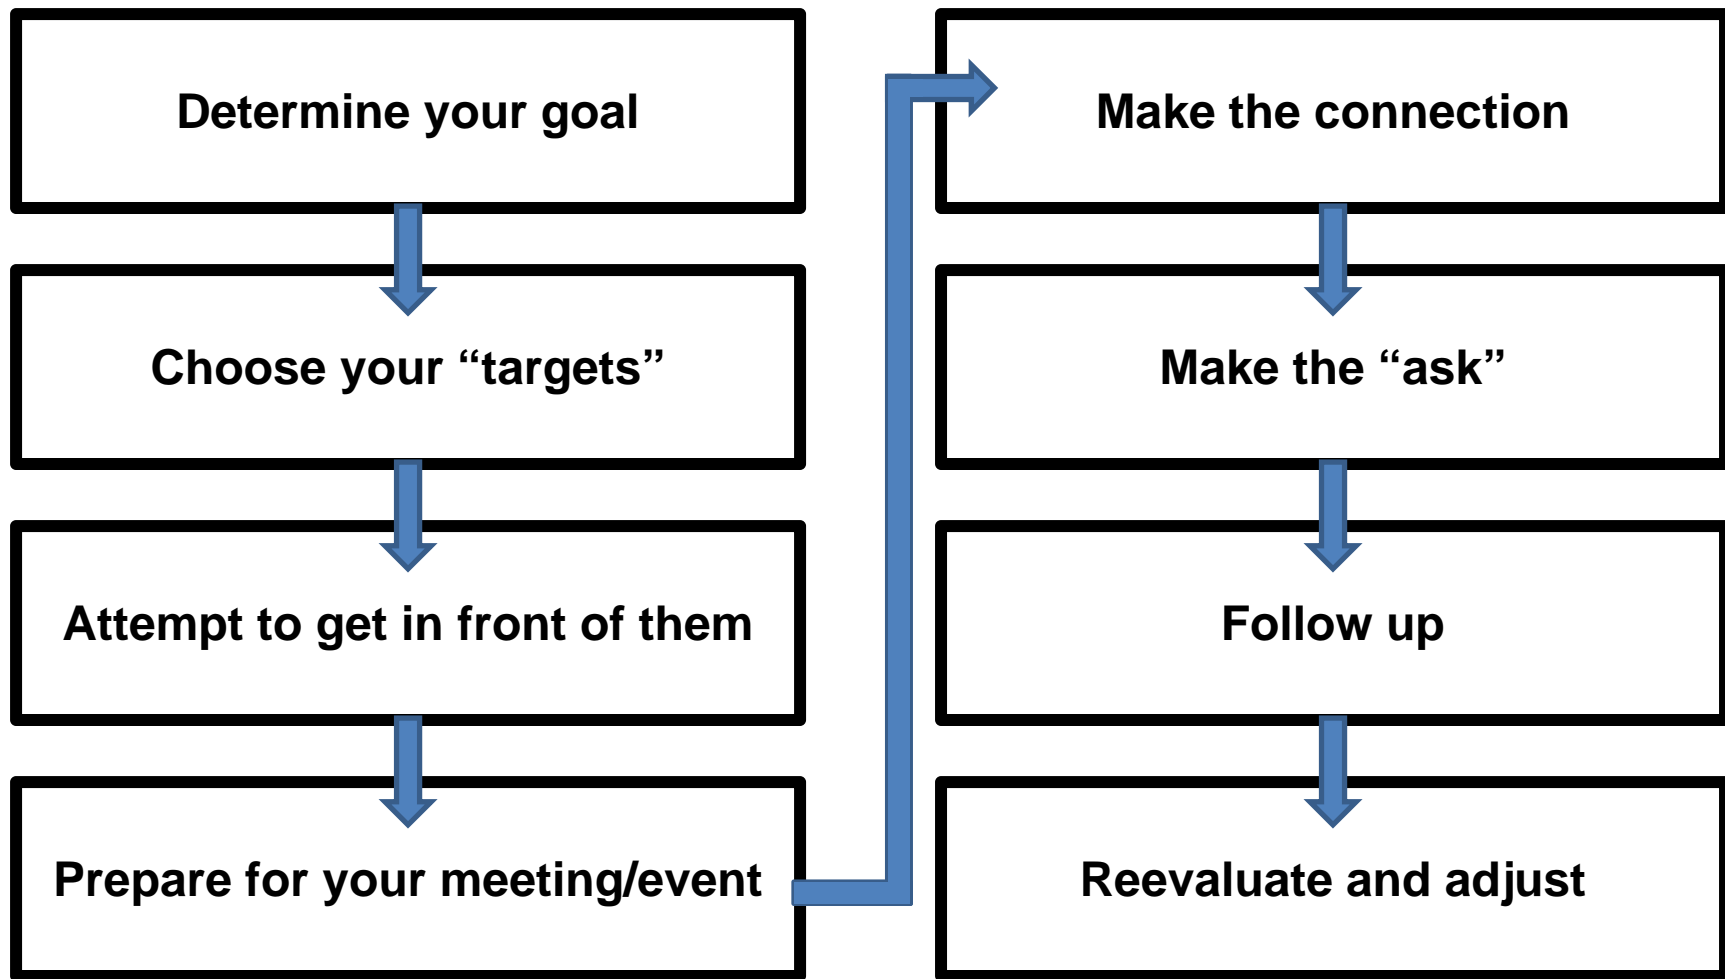 Determine your goal
Choose your “targets”
Attempt to get in front of them
Prepare for your meeting/event
Make the connection
Make the “ask”
Follow up
Reevaluate and adjust